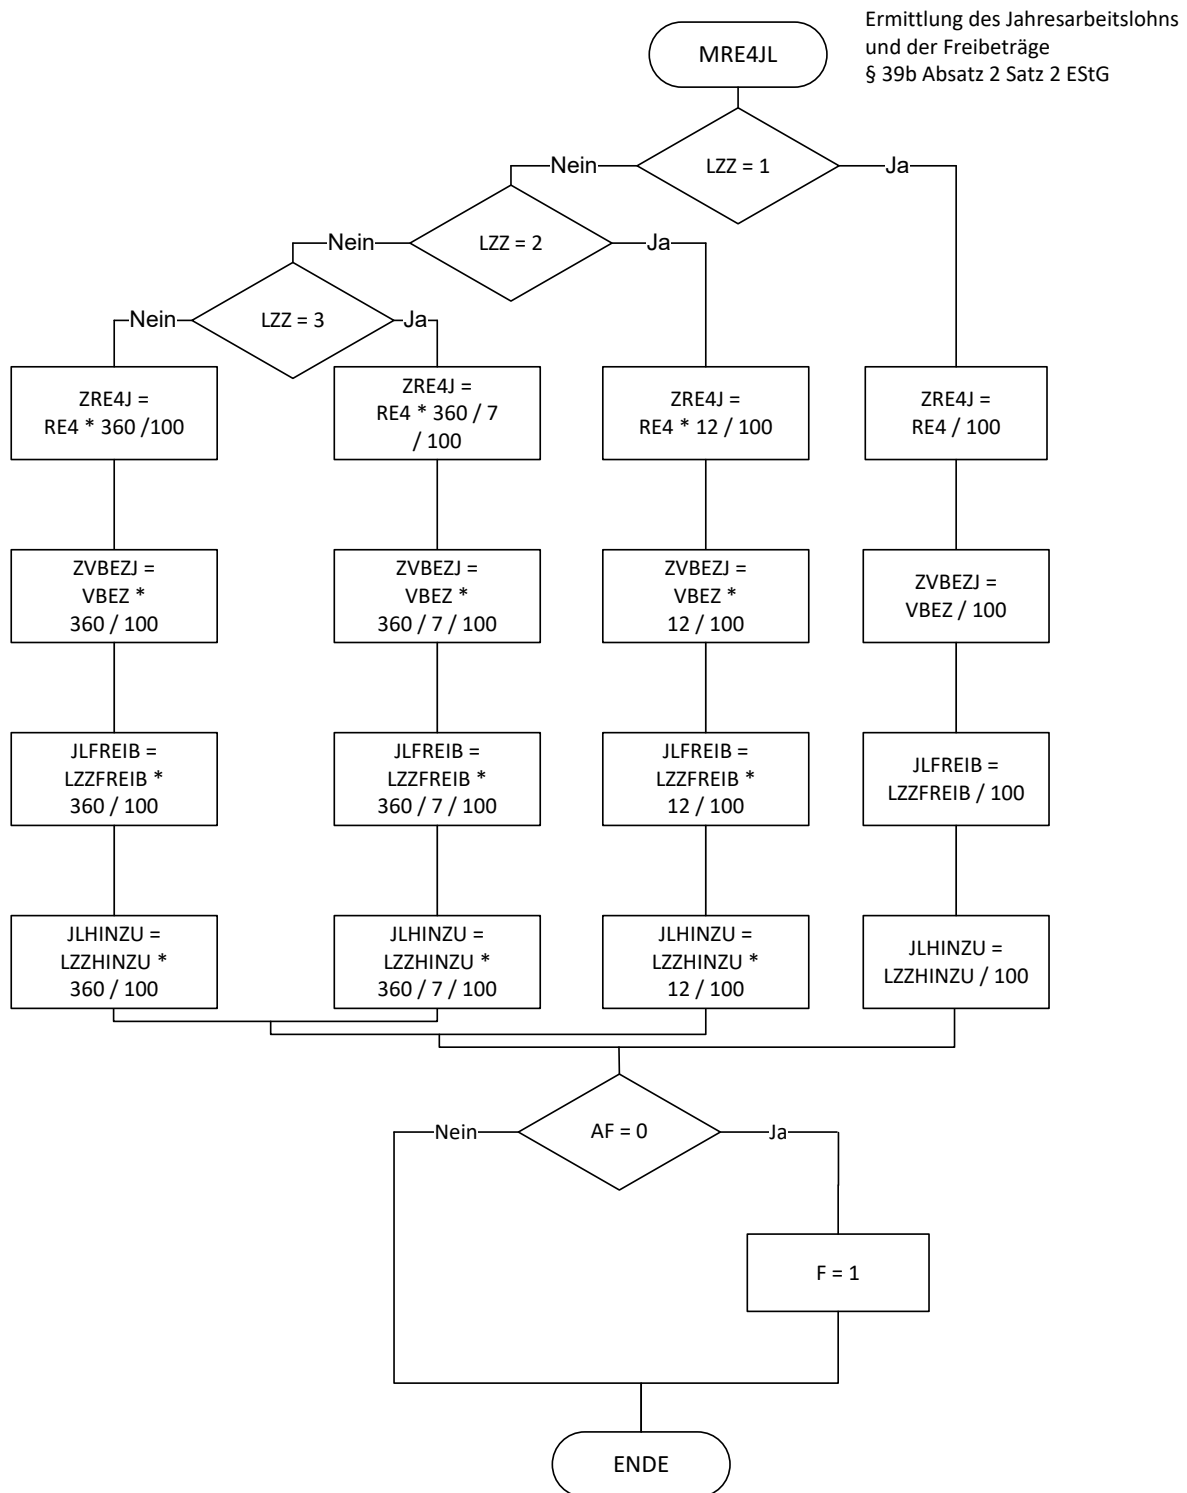 Ermittlung des Jahresarbeitslohns
und der Freibeträge
§ 39b Absatz 2 Satz 2 EStG
MRE4JL
LZZ = 1
Nein
Ja
LZZ = 2
Nein
Ja
LZZ = 3
Nein
Ja
ZRE4J =
RE4 * 360 /100
ZRE4J =
RE4 * 360 / 7
/ 100
ZRE4J =
RE4 * 12 / 100
ZRE4J =
RE4 / 100
ZVBEZJ =
VBEZ *
360 / 100
ZVBEZJ =
VBEZ *
360 / 7 / 100
ZVBEZJ =
VBEZ *
12 / 100
ZVBEZJ =
VBEZ / 100
JLFREIB =
LZZFREIB *
360 / 100
JLFREIB =
LZZFREIB *
360 / 7 / 100
JLFREIB =
LZZFREIB *
12 / 100
JLFREIB =
LZZFREIB / 100
JLHINZU =
LZZHINZU *
360 / 100
JLHINZU =
LZZHINZU *
360 / 7 / 100
JLHINZU =
LZZHINZU *
12 / 100
JLHINZU =
LZZHINZU / 100
AF = 0
Nein
Ja
F = 1
ENDE